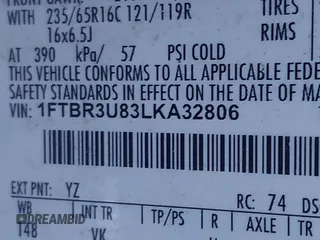 WITH 235/65R16C 121/119R TIRES
16x6.5J RIMS
AT 390 kPa/ 57 PSI COLD
THIS VEHICLE CONFORMS TO ALL APPLICABLE FEDE
SAFETY STANDARDS IN EFFECT ON THE DATE OF MA
VIN: 1FTBR3U83LKA32806
EXT PNT: YZ RC: 74 DS
WB INT TR TP/PS R AXLE TR
148 VK
DREAMBID